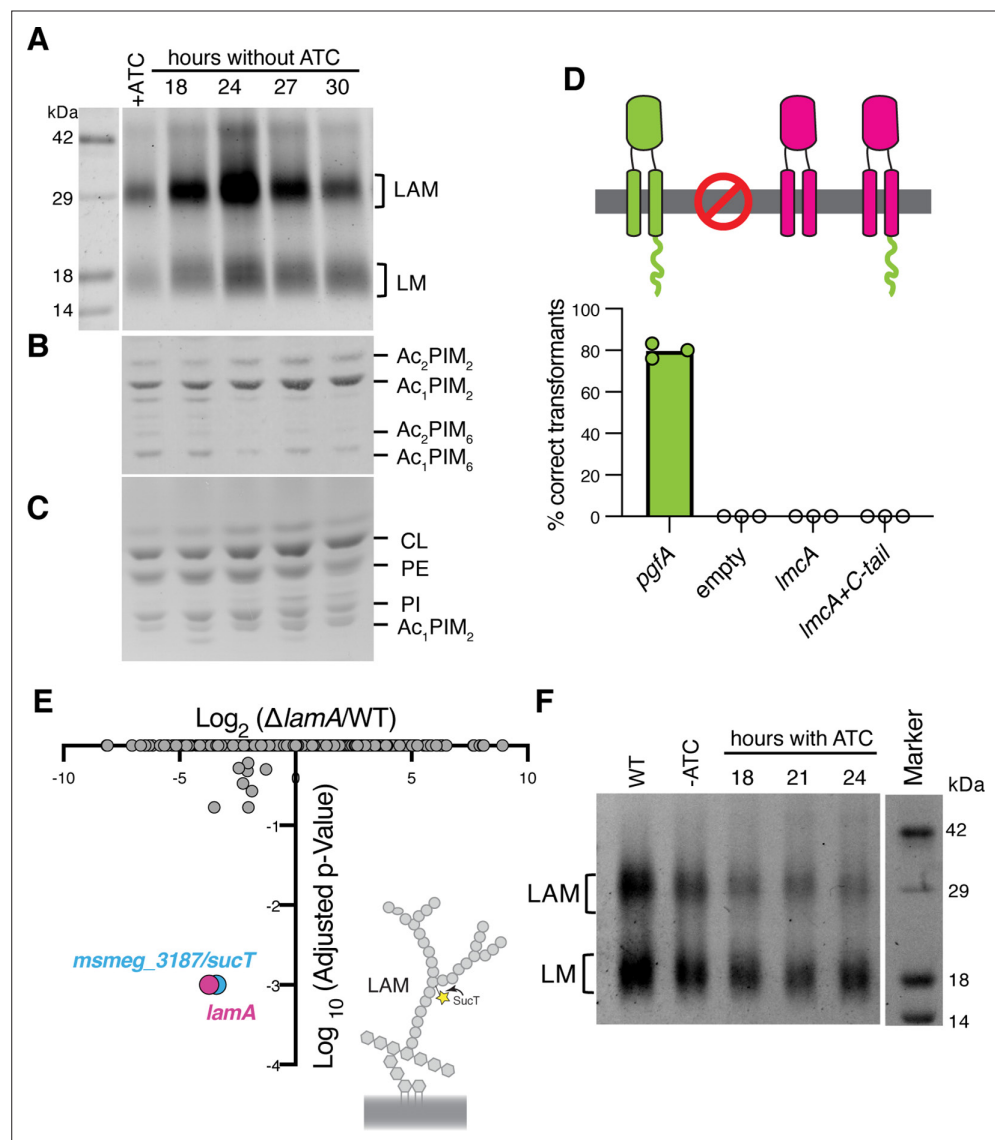 A
+ATC
hours without ATC
18 24 27 30
kDa
42
29
18
14
LAM
LM
B
Ac2PIM2
Ac1PIM2
Ac2PIM6
Ac1PIM6
C
CL
PE
PI
Ac1PIM2
D
% correct transformants
100
80
60
40
20
0
pgfA
empty
lmcA
lmcA+C-tail
E
Log2 (ΔlamA/WT)
-10 -5 0 5 10
-1
-2
-3
-4
Log10 (Adjusted p-Value)
msmeg_3187/sucT
lamA
LAM
SucT
F
WT
-ATC
hours with ATC
18 21 24
Marker
kDa
42
29
18
14
LAM
LM